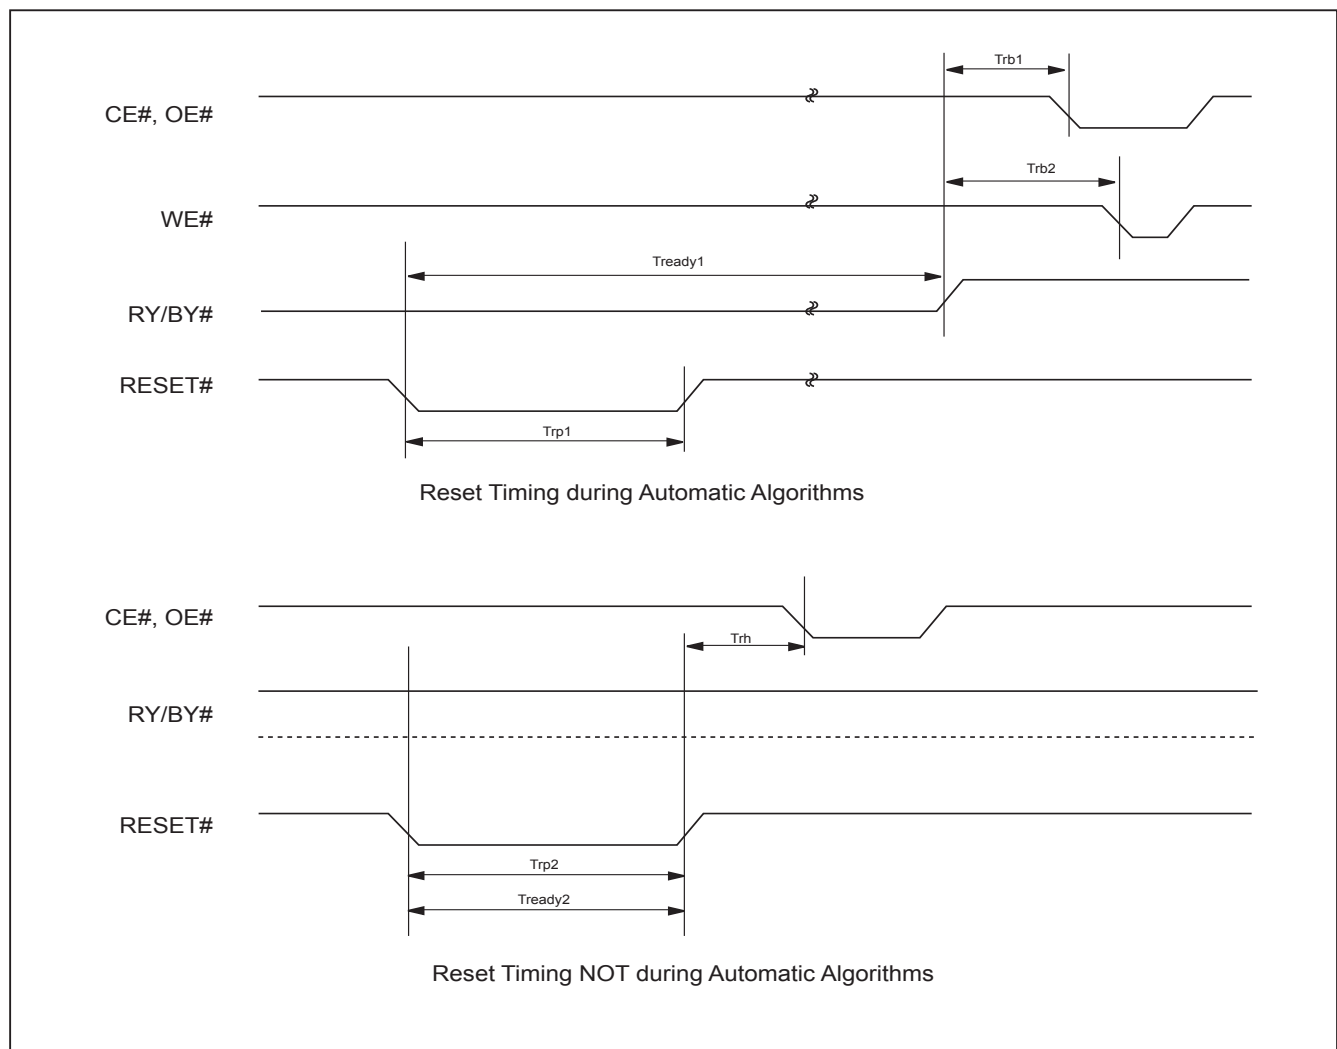 Trb1
CE#, OE#
Trb2
WE#
Tready1
RY/BY#
RESET#
Trp1
Reset Timing during Automatic Algorithms
CE#, OE#
Trh
RY/BY#
RESET#
Trp2
Tready2
Reset Timing NOT during Automatic Algorithms